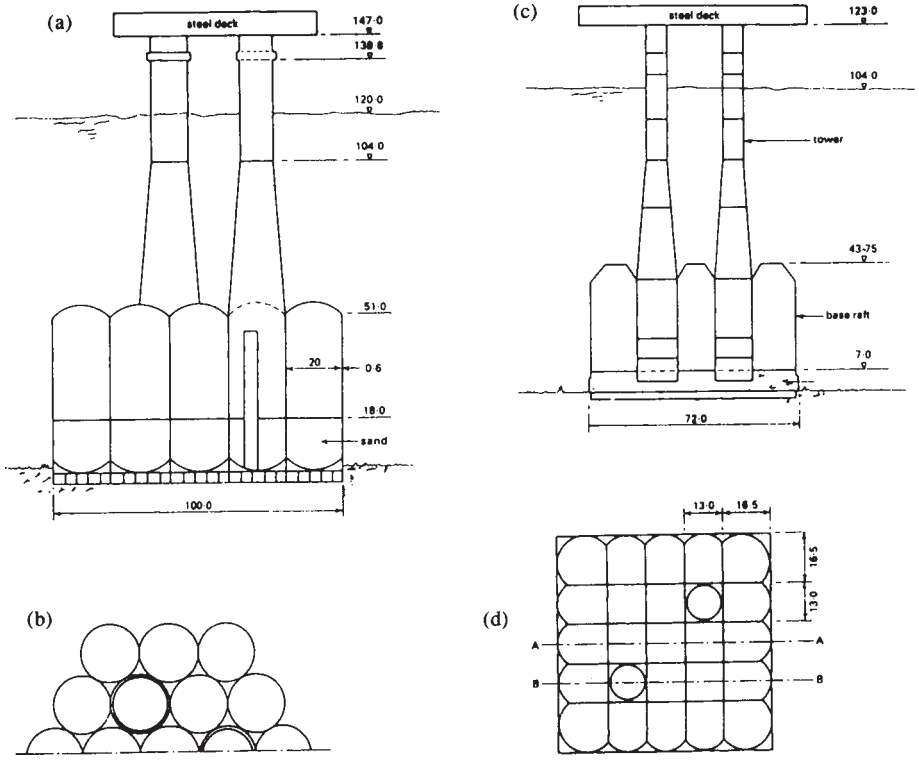 (a)
steel deck
147·0
138·8
120·0
104·0
51·0
20
0·6
18·0
sand
100·0
(b)
(c)
steel deck
123·0
104·0
tower
43·75
base raft
7·0
72·0
(d)
13·0
16·5
16·5
13·0
A
A
B
B